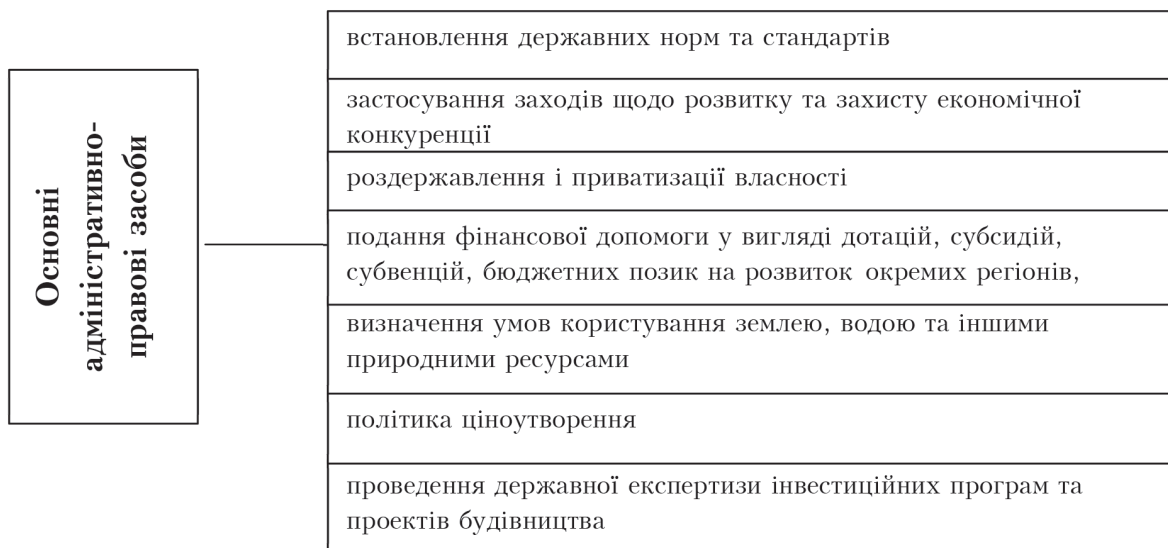 Основні
адміністративно-
правові засоби
встановлення державних норм та стандартів
застосування заходів щодо розвитку та захисту економічної
конкуренції
роздержавлення і приватизації власності
подання фінансової допомоги у вигляді дотацій, субсидій,
субвенцій, бюджетних позик на розвиток окремих регіонів,
визначення умов користування землею, водою та іншими
природними ресурсами
політика ціноутворення
проведення державної експертизи інвестиційних програм та
проектів будівництва